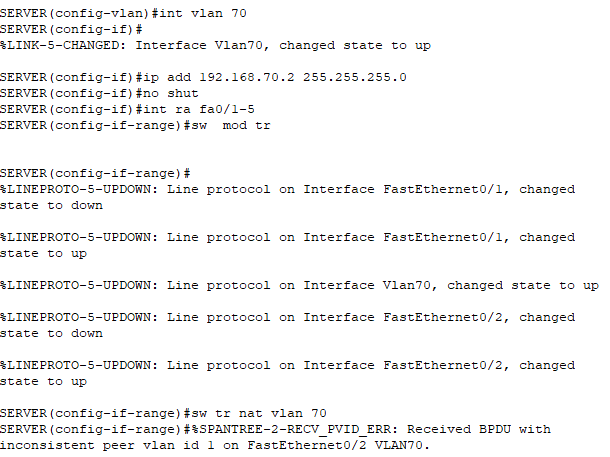 SERVER(config-vlan)#int vlan 70
SERVER(config-if)#
%LINK-5-CHANGED: Interface Vlan70, changed state to up
SERVER(config-if)#ip add 192.168.70.2 255.255.255.0
SERVER(config-if)#no shut
SERVER(config-if)#int ra fa0/1-5
SERVER(config-if-range)#sw  mod tr
SERVER(config-if-range)#
%LINEPROTO-5-UPDOWN: Line protocol on Interface FastEthernet0/1, changed
state to down
%LINEPROTO-5-UPDOWN: Line protocol on Interface FastEthernet0/1, changed
state to up
%LINEPROTO-5-UPDOWN: Line protocol on Interface Vlan70, changed state to up
%LINEPROTO-5-UPDOWN: Line protocol on Interface FastEthernet0/2, changed
state to down
%LINEPROTO-5-UPDOWN: Line protocol on Interface FastEthernet0/2, changed
state to up
SERVER(config-if-range)#sw tr nat vlan 70
SERVER(config-if-range)#%SPANTREE-2-RECV_PVID_ERR: Received BPDU with
inconsistent peer vlan id 1 on FastEthernet0/2 VLAN70.